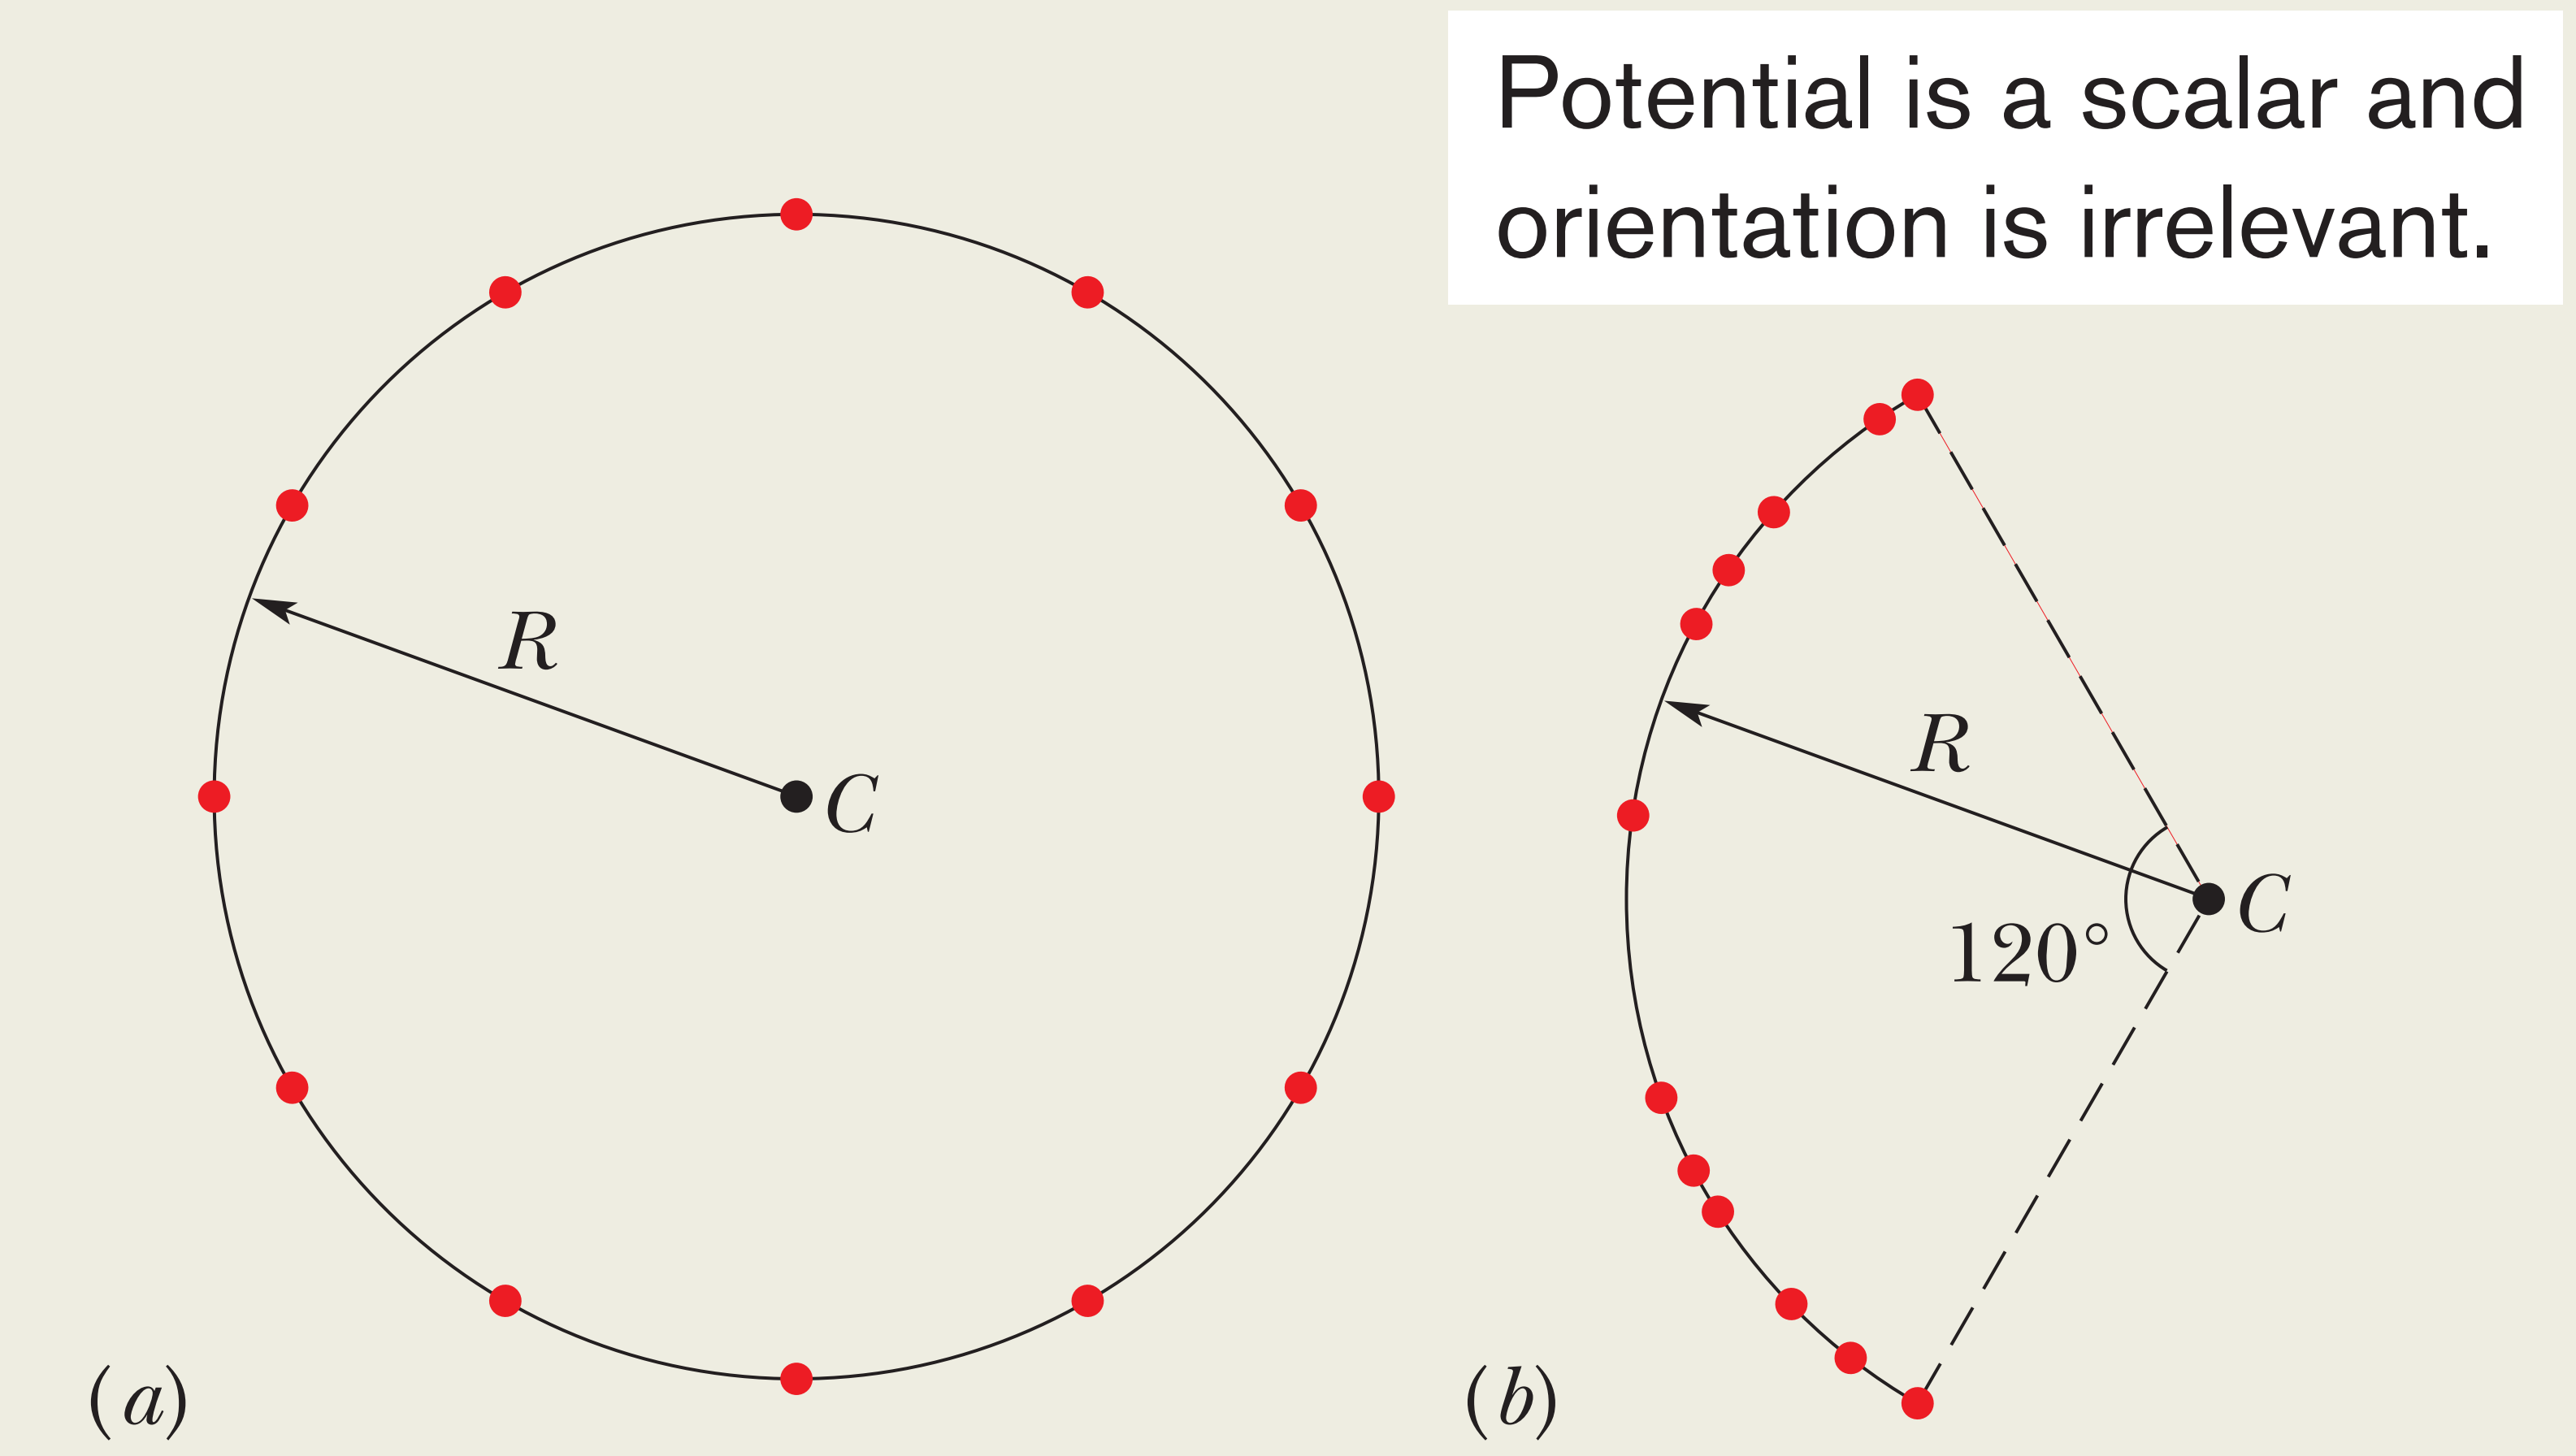 Potential is a scalar and
orientation is irrelevant.
R
C
(a)
R
C
120°
(b)